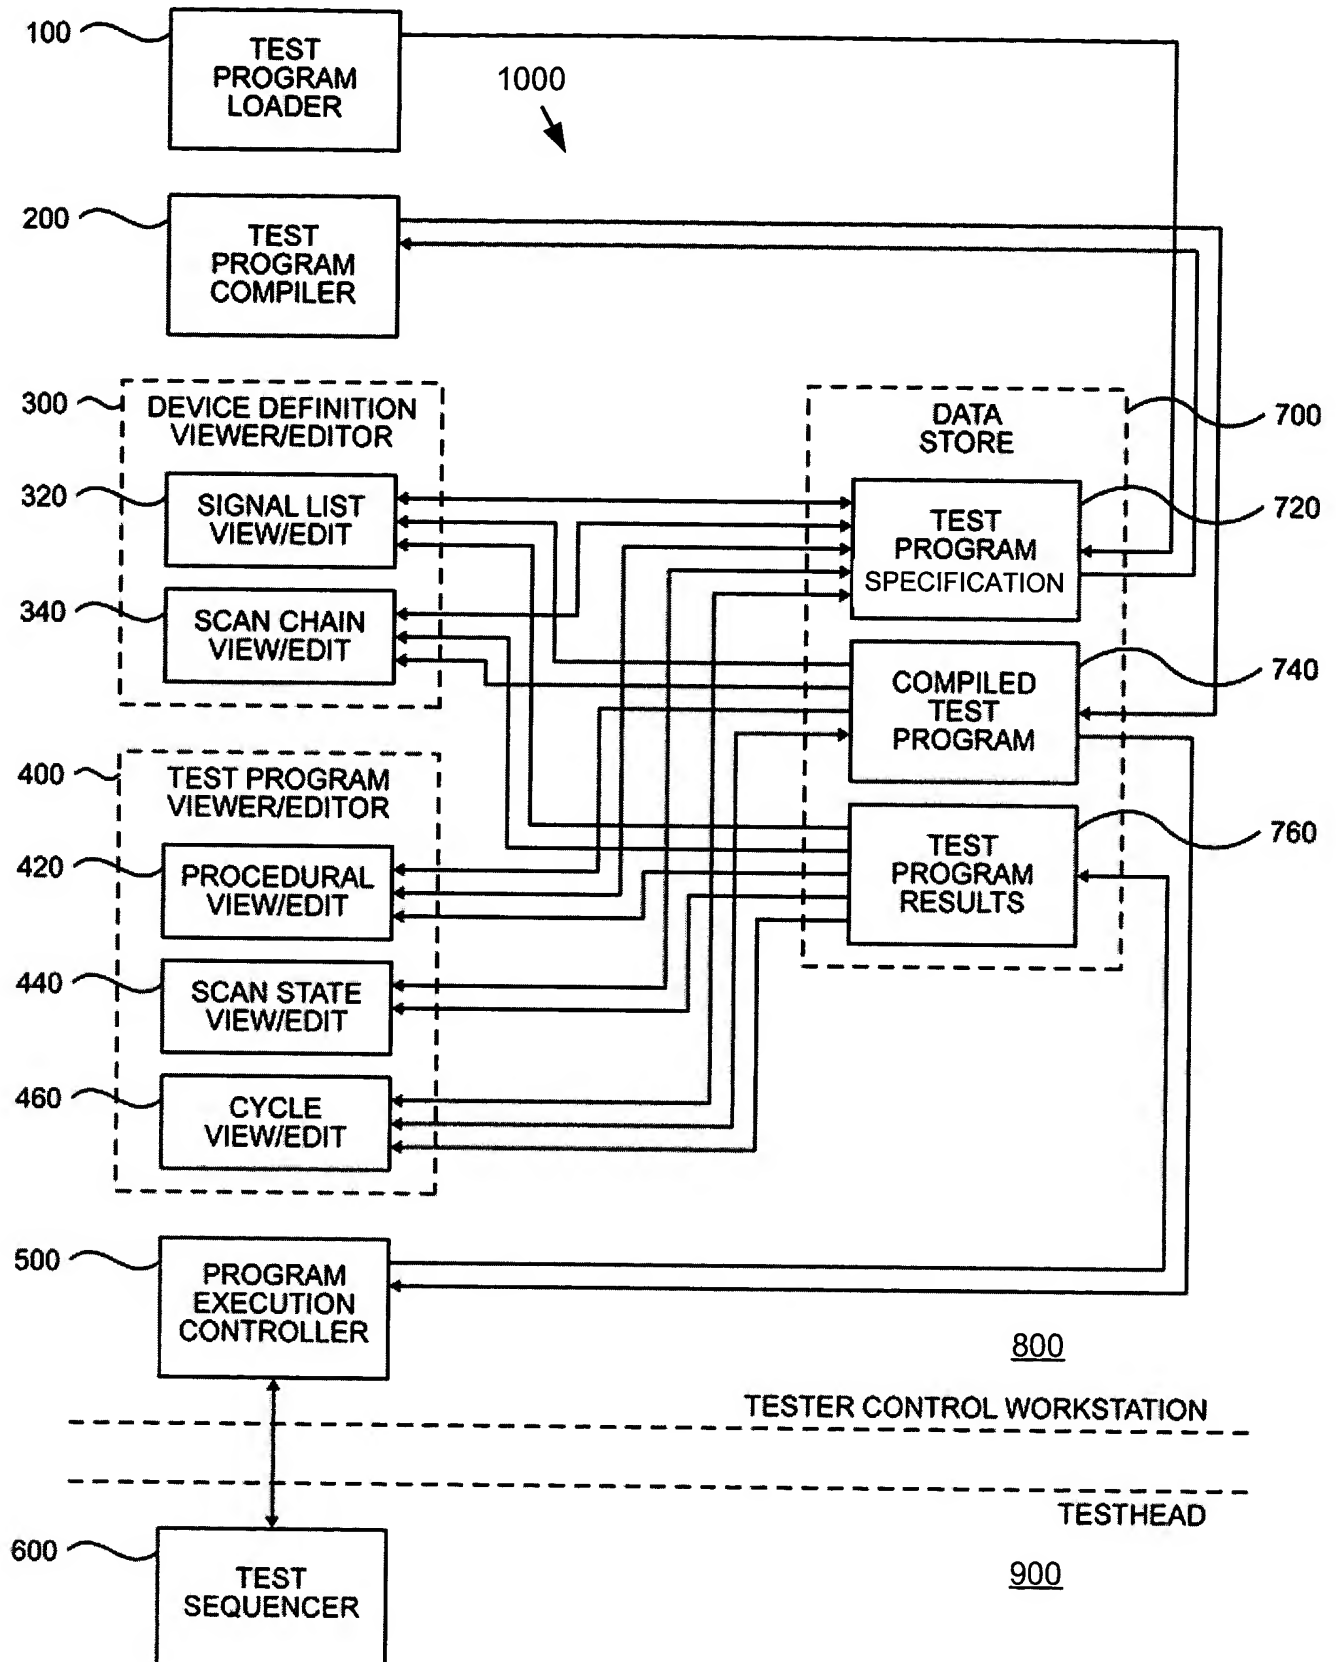 100
TEST
PROGRAM
LOADER
1000
200
TEST
PROGRAM
COMPILER
300
DEVICE DEFINITION
VIEWER/EDITOR
320
SIGNAL LIST
VIEW/EDIT
340
SCAN CHAIN
VIEW/EDIT
DATA
STORE
700
TEST
PROGRAM
SPECIFICATION
720
COMPILED
TEST
PROGRAM
740
TEST
PROGRAM
RESULTS
760
400
TEST PROGRAM
VIEWER/EDITOR
420
PROCEDURAL
VIEW/EDIT
440
SCAN STATE
VIEW/EDIT
460
CYCLE
VIEW/EDIT
500
PROGRAM
EXECUTION
CONTROLLER
800
TESTER CONTROL WORKSTATION
TESTHEAD
600
TEST
SEQUENCER
900